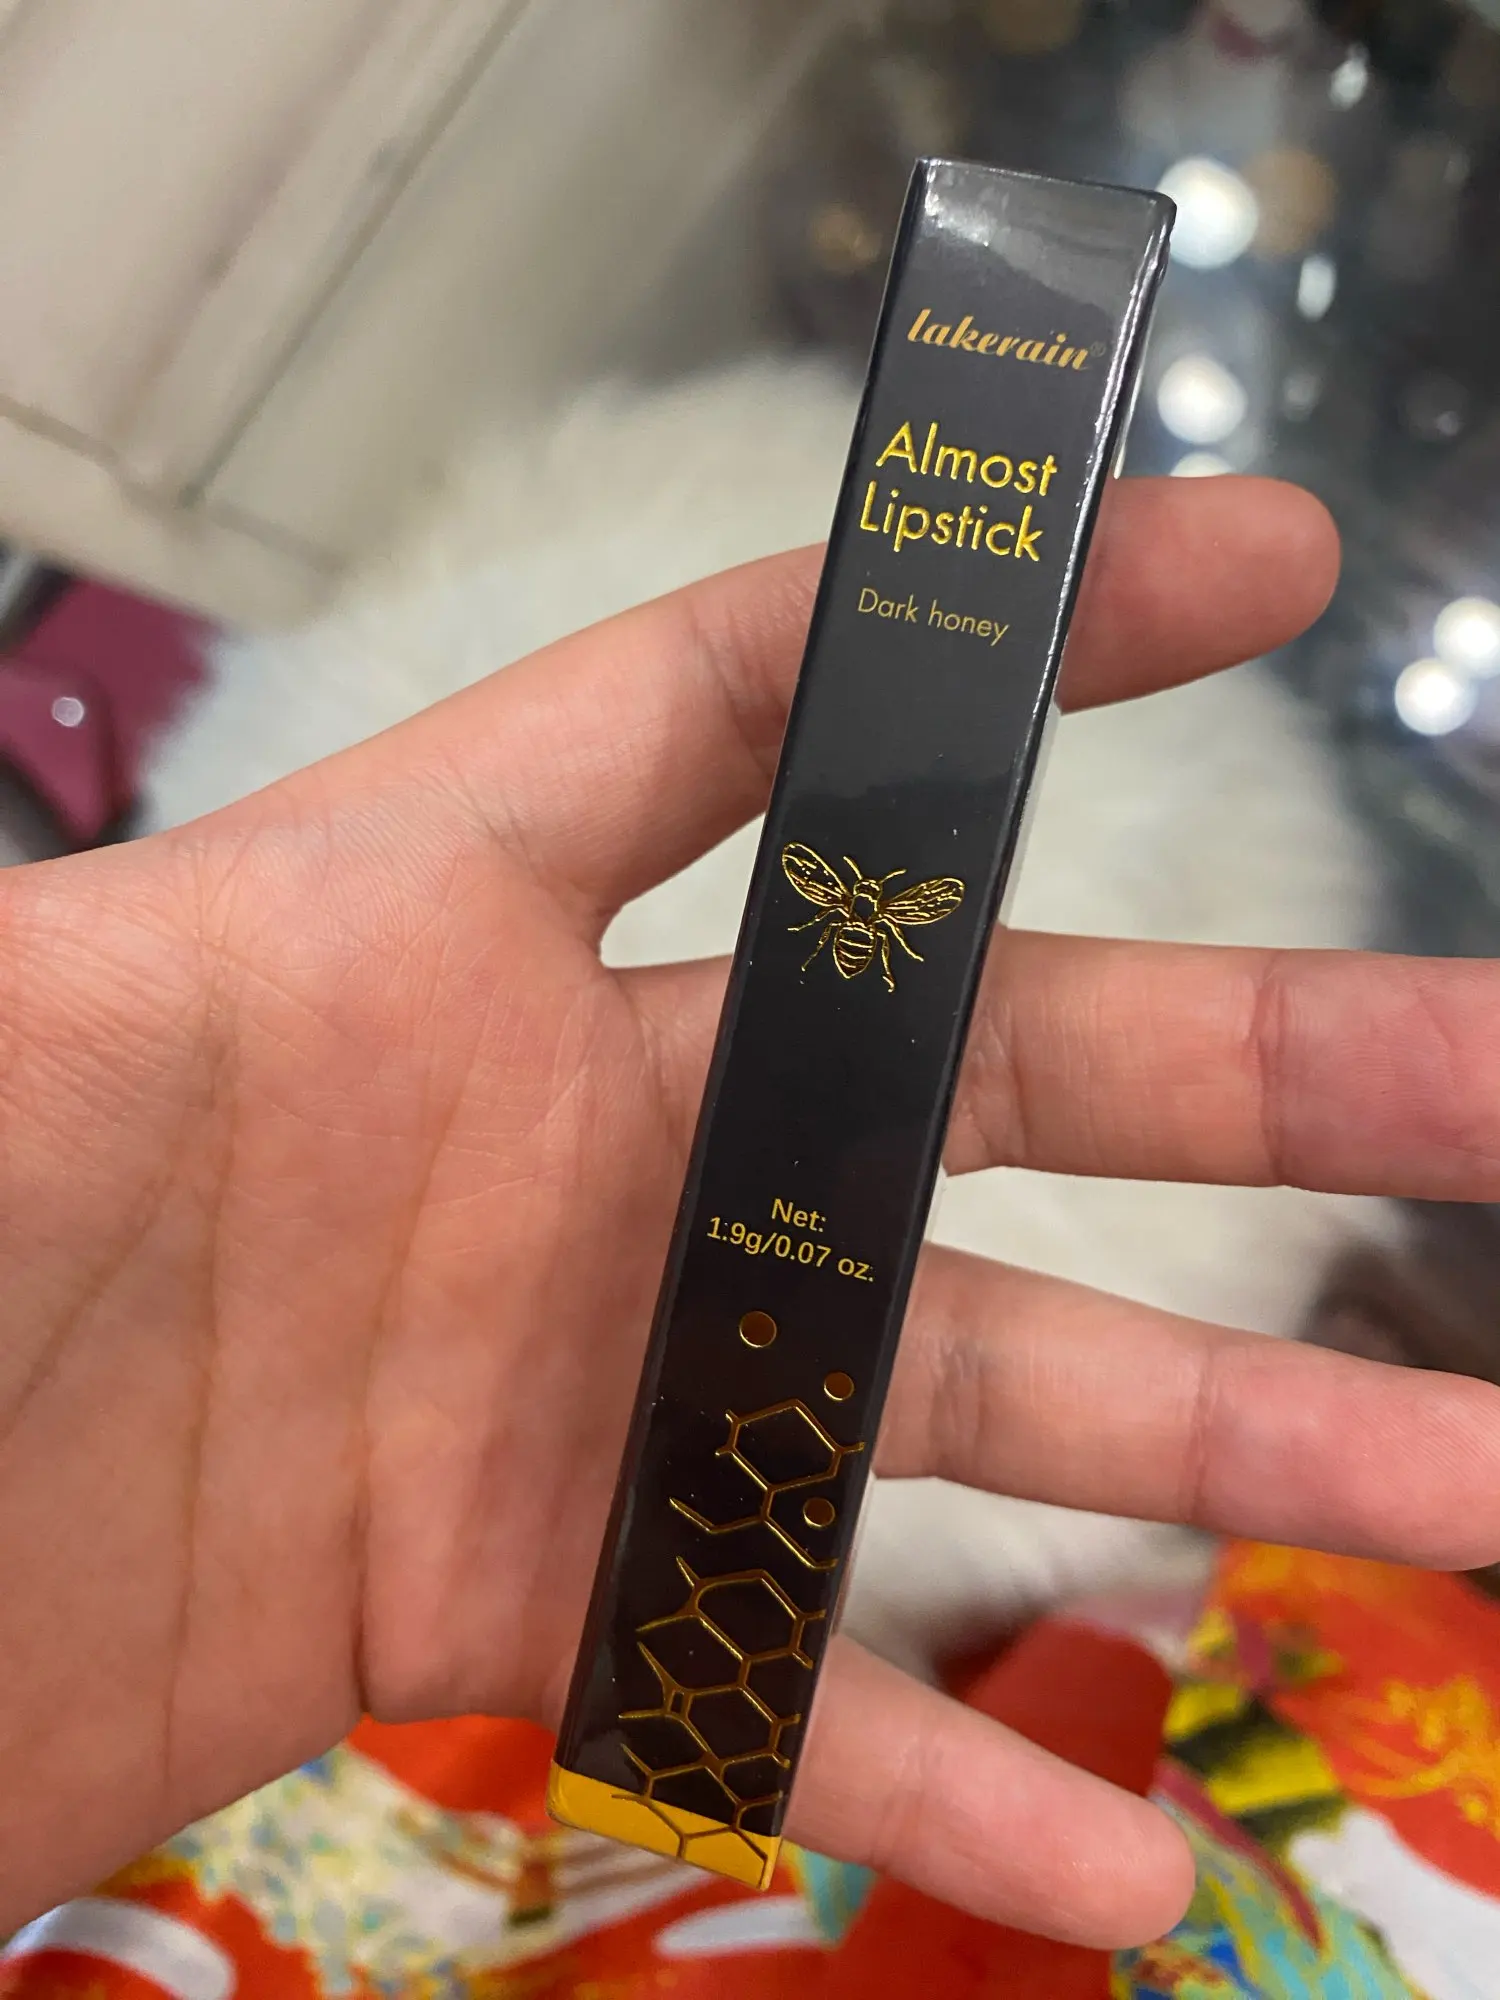 lakerain®
Almost
Lipstick
Dark honey
Net:
1.9g/0.07 oz.